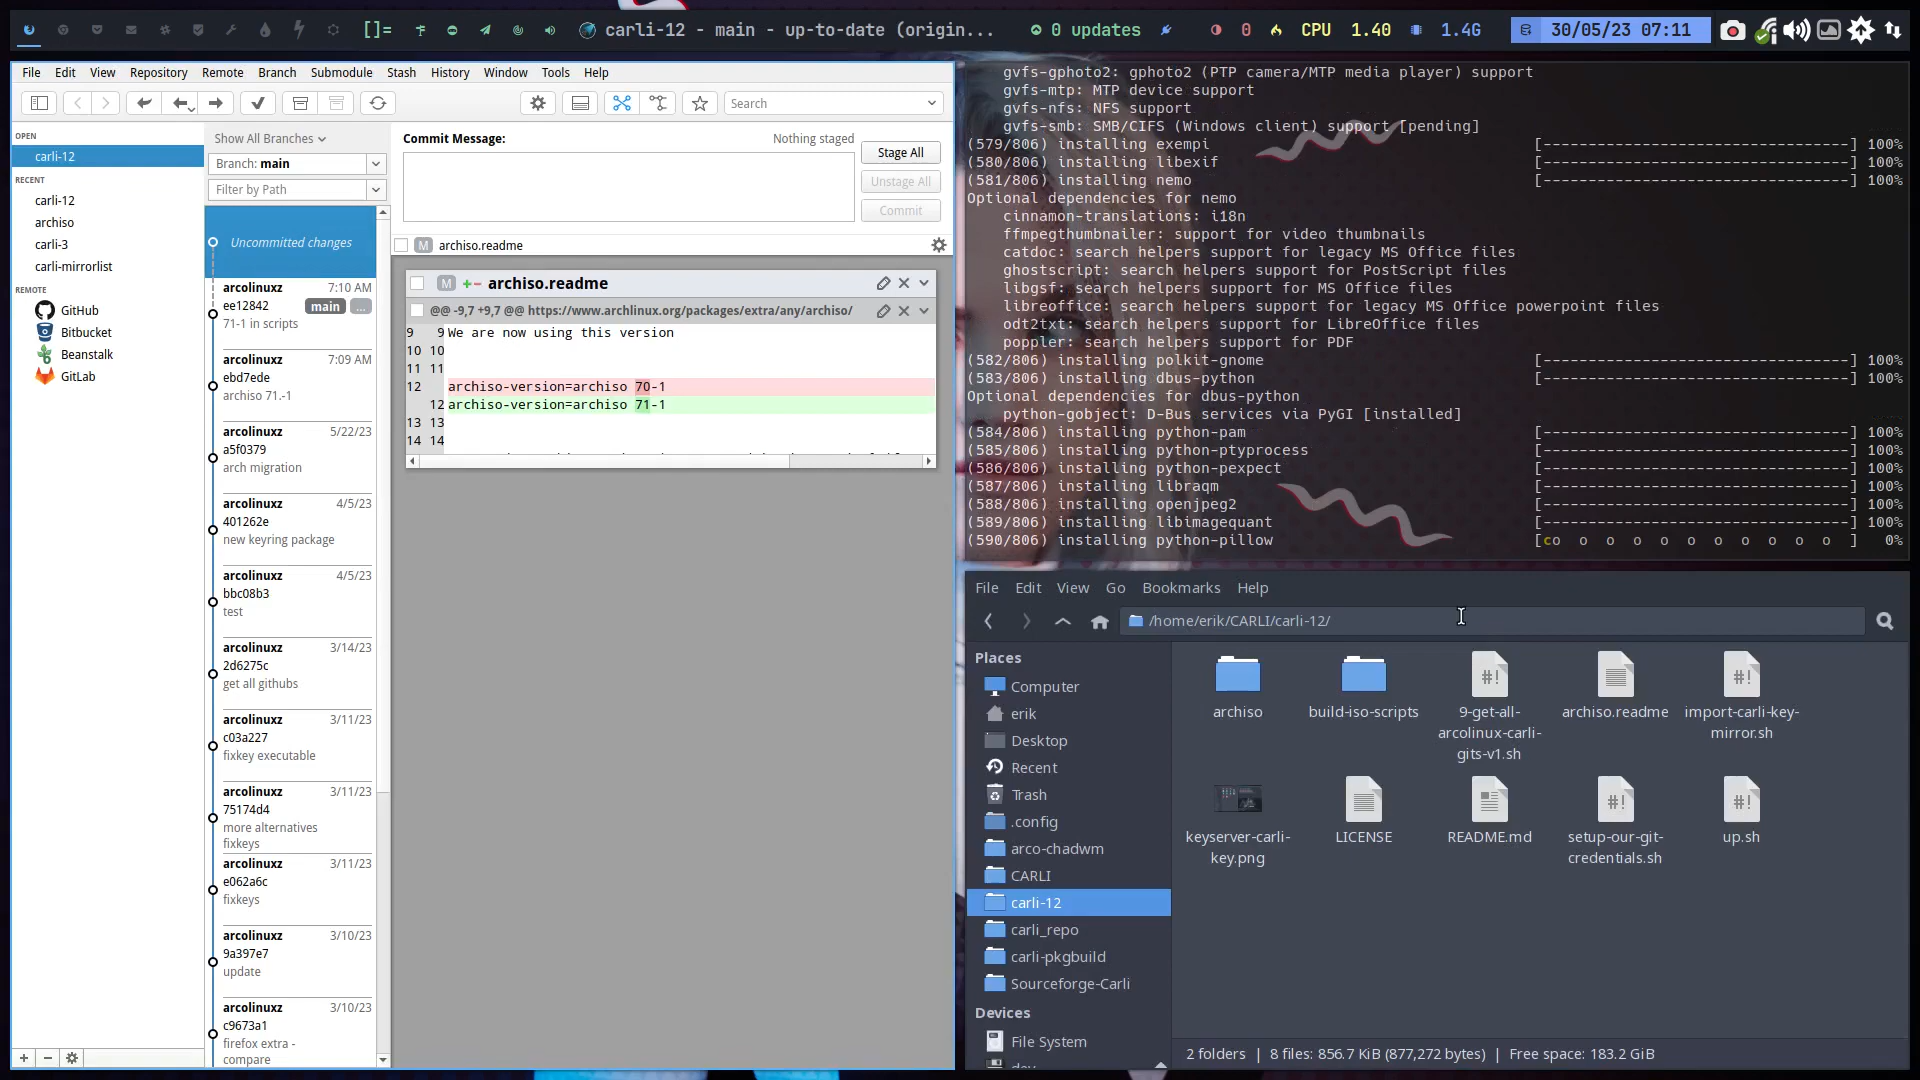 []=
carli-12 - main - up-to-date (origin...
0 updates
0
CPU
1.40
1.4G
30/05/23 07:11
File Edit View Repository Remote Branch Submodule Stash History Window Tools Help
Search
OPEN
carli-12
RECENT
carli-12
archiso
carli-3
carli-mirrorlist
REMOTE
GitHub
Bitbucket
Beanstalk
GitLab
Show All Branches
Branch: main
Filter by Path
Uncommitted changes
arcolinuxz 7:10 AM
ee12842 main ...
71-1 in scripts
arcolinuxz 7:09 AM
ebd7ede
archiso 71.-1
arcolinuxz 5/22/23
a5f0379
arch migration
arcolinuxz 4/5/23
401262e
new keyring package
arcolinuxz 4/5/23
bbc08b3
test
arcolinuxz 3/14/23
2d6275c
get all githubs
arcolinuxz 3/11/23
c03a227
fixkey executable
arcolinuxz 3/11/23
75174d4
more alternatives
fixkeys
arcolinuxz 3/11/23
e062a6c
fixkeys
arcolinuxz 3/10/23
9a397e7
update
arcolinuxz 3/10/23
c9673a1
firefox extra -
compare
Commit Message:
Nothing staged
Stage All
Unstage All
Commit
M archiso.readme
M +- archiso.readme
@@ -9,7 +9,7 @@ https://www.archlinux.org/packages/extra/any/archiso/
9 9 We are now using this version
10 10
11 11
12 archiso-version=archiso 70-1
12 archiso-version=archiso 71-1
13 13
14 14
gvfs-gphoto2: gphoto2 (PTP camera/MTP media player) support
gvfs-mtp: MTP device support
gvfs-nfs: NFS support
gvfs-smb: SMB/CIFS (Windows client) support [pending]
(579/806) installing exempi [----------------------------------] 100%
(580/806) installing libexif [----------------------------------] 100%
(581/806) installing nemo [----------------------------------] 100%
Optional dependencies for nemo
cinnamon-translations: i18n
ffmpegthumbnailer: support for video thumbnails
catdoc: search helpers support for legacy MS Office files
ghostscript: search helpers support for PostScript files
libgsf: search helpers support for MS Office files
libreoffice: search helpers support for legacy MS Office powerpoint files
odt2txt: search helpers support for LibreOffice files
poppler: search helpers support for PDF
(582/806) installing polkit-gnome [----------------------------------] 100%
(583/806) installing dbus-python [----------------------------------] 100%
Optional dependencies for dbus-python
python-gobject: D-Bus services via PyGI [installed]
(584/806) installing python-pam [----------------------------------] 100%
(585/806) installing python-ptyprocess [----------------------------------] 100%
(586/806) installing python-pexpect [----------------------------------] 100%
(587/806) installing libraqm [----------------------------------] 100%
(588/806) installing openjpeg2 [----------------------------------] 100%
(589/806) installing libimagequant [----------------------------------] 100%
(590/806) installing python-pillow [co o o o o o o o o o o ] 0%
File Edit View Go Bookmarks Help
/home/erik/CARLI/carli-12/
Places
Computer
erik
Desktop
Recent
Trash
.config
arco-chadwm
CARLI
carli-12
carli_repo
carli-pkgbuild
Sourceforge-Carli
Devices
File System
archiso
build-iso-scripts
9-get-all-
arcolinux-carli-
gits-v1.sh
archiso.readme
import-carli-key-
mirror.sh
keyserver-carli-
key.png
LICENSE
README.md
setup-our-git-
credentials.sh
up.sh
2 folders | 8 files: 856.7 KiB (877,272 bytes) | Free space: 183.2 GiB